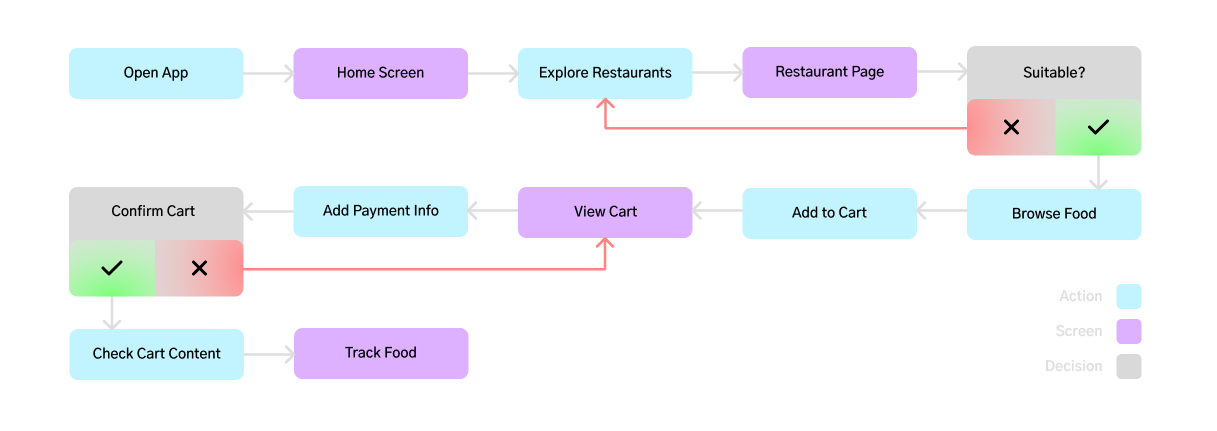 Open App
Home Screen
Explore Restaurants
Restaurant Page
Suitable?
Confirm Cart
Add Payment Info
View Cart
Add to Cart
Browse Food
Check Cart Content
Track Food
Action
Screen
Decision